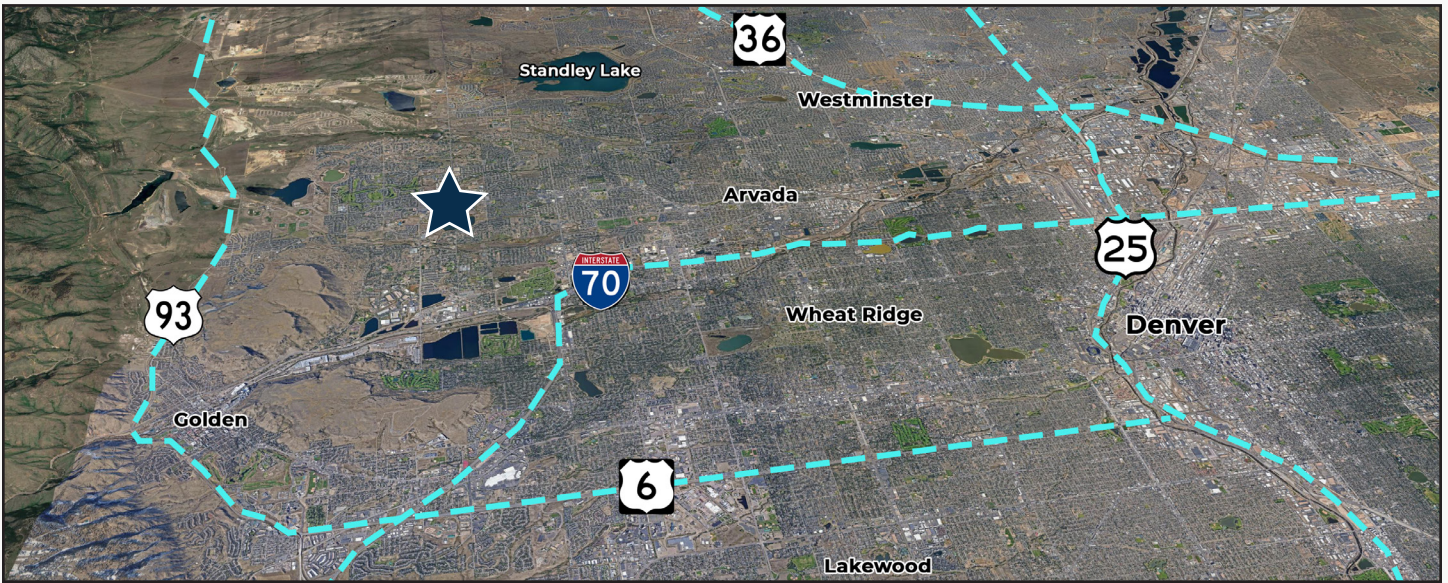 36
Standley Lake
Westminster
Arvada
25
INTERSTATE
70
93
Wheat Ridge
Denver
Golden
6
Lakewood